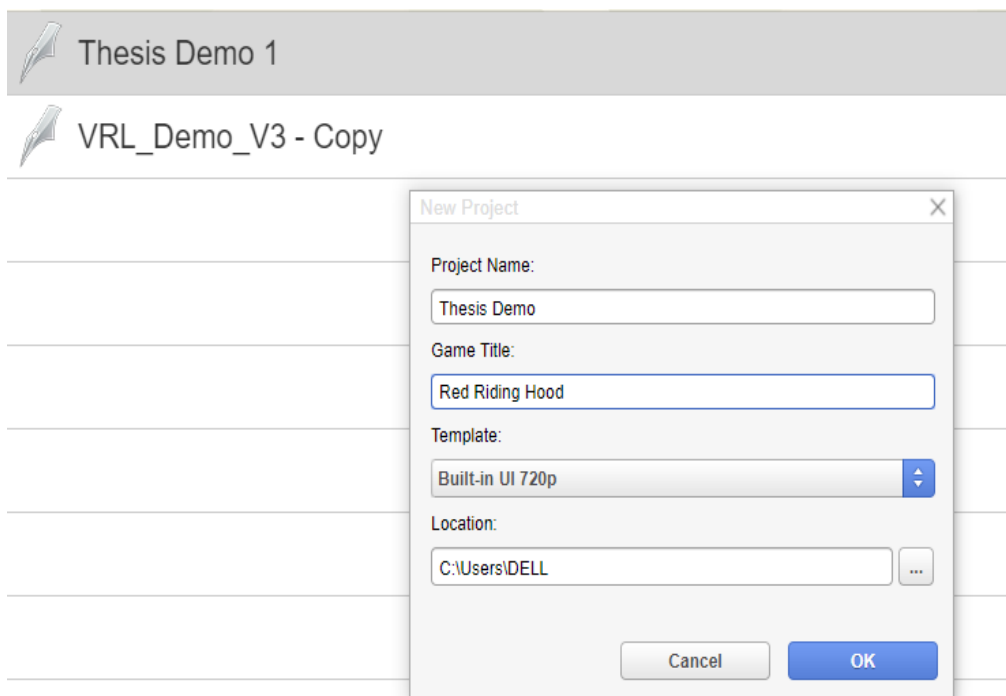 Thesis Demo 1
VRL_Demo_V3 - Copy
New Project
Project Name:
Thesis Demo
Game Title:
Red Riding Hood
Template:
Built-in UI 720p
Location:
C:\Users\DELL
...
Cancel
OK